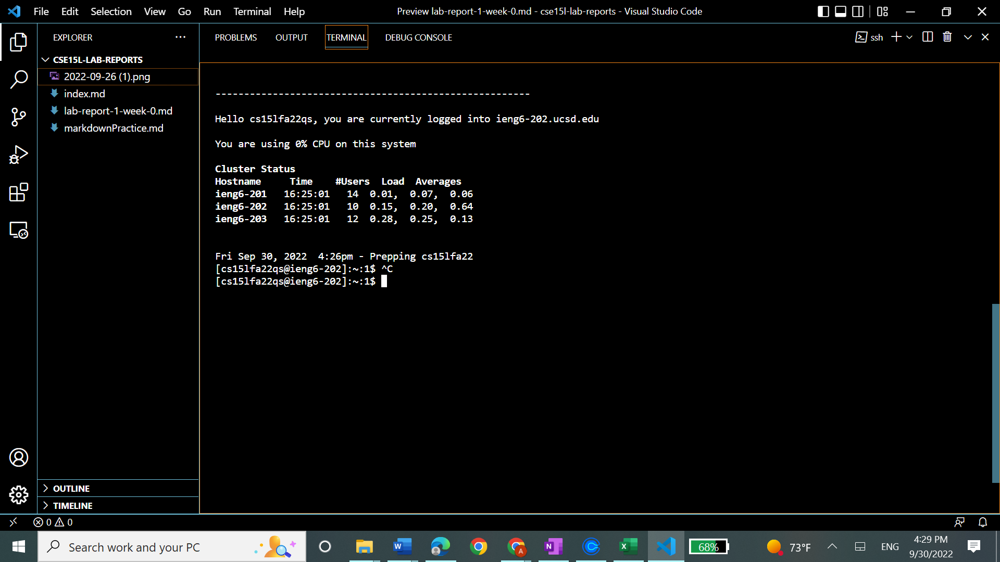 File Edit Selection View Go Run Terminal Help
Preview lab-report-1-week-0.md - cse15l-lab-reports - Visual Studio Code
EXPLORER
CSE15L-LAB-REPORTS
2022-09-26 (1).png
index.md
lab-report-1-week-0.md
markdownPractice.md
OUTLINE
TIMELINE
PROBLEMS OUTPUT TERMINAL DEBUG CONSOLE
ssh
-------------------------------------------------------
Hello cs15lfa22qs, you are currently logged into ieng6-202.ucsd.edu
You are using 0% CPU on this system
Cluster Status
Hostname Time #Users Load Averages
ieng6-201 16:25:01 14 0.01, 0.07, 0.06
ieng6-202 16:25:01 10 0.15, 0.20, 0.64
ieng6-203 16:25:01 12 0.28, 0.25, 0.13
Fri Sep 30, 2022 4:26pm - Prepping cs15lfa22
[cs15lfa22qs@ieng6-202]:~:1$ ^C
[cs15lfa22qs@ieng6-202]:~:1$
0 0
Search work and your PC
W
A
N
X
68%
73°F
ENG
4:29 PM
9/30/2022